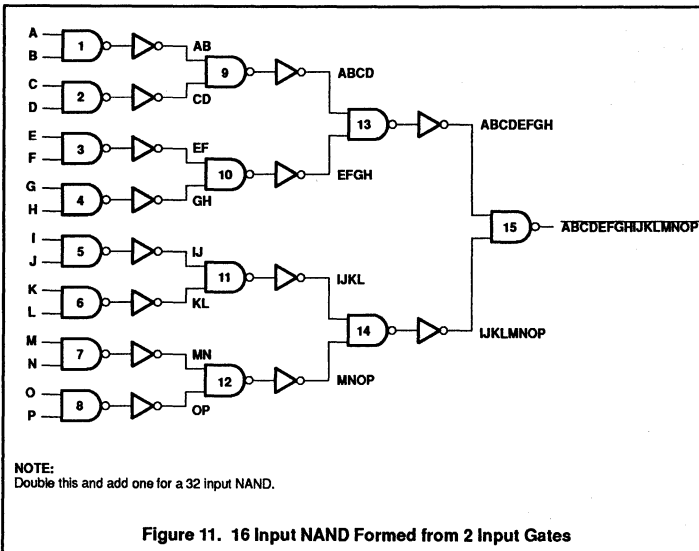 A
B
1
AB
C
D
2
CD
9
ABCD
E
F
3
EF
G
H
4
GH
10
EFGH
13
ABCDEFGH
I
J
5
IJ
K
L
6
KL
11
IJKL
M
N
7
MN
O
P
8
OP
12
MNOP
14
IJKLMNOP
15
ABCDEFGHIJKLMNOP
NOTE:
Double this and add one for a 32 input NAND.
Figure 11. 16 Input NAND Formed from 2 Input Gates